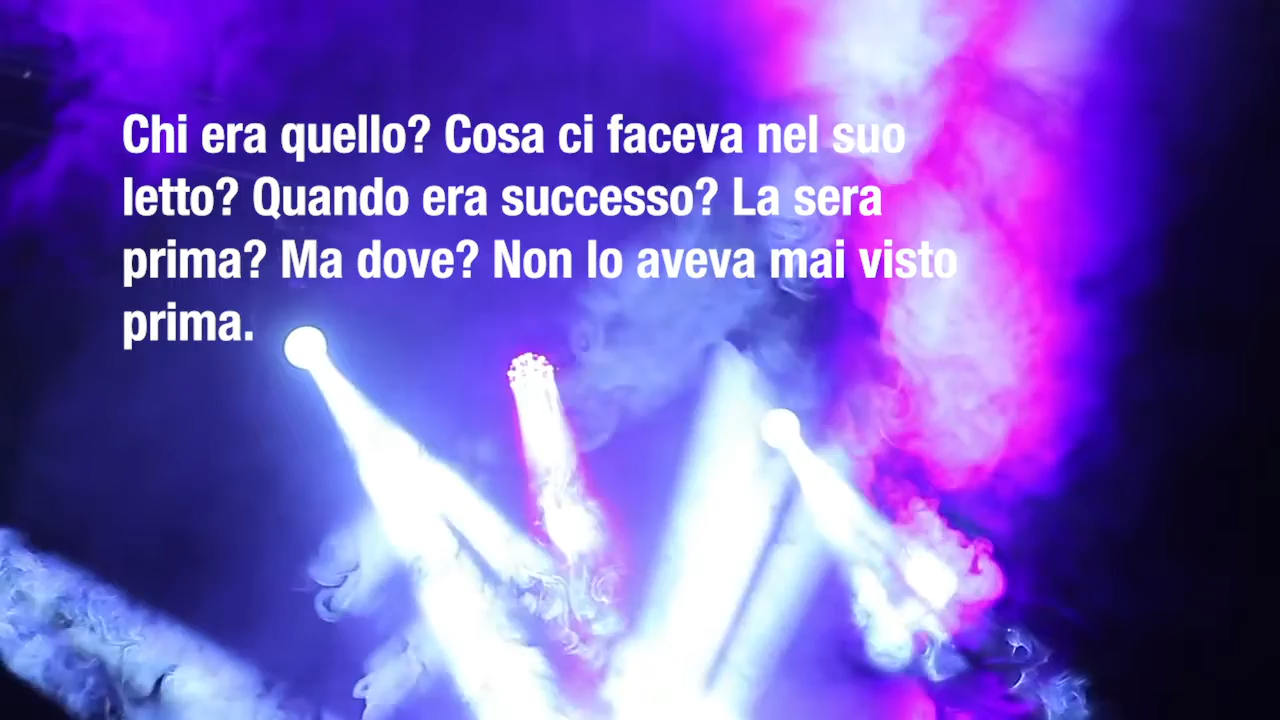 Chi era quello? Cosa ci faceva nel suo
letto? Quando era successo? La sera
prima? Ma dove? Non lo aveva mai visto
prima.